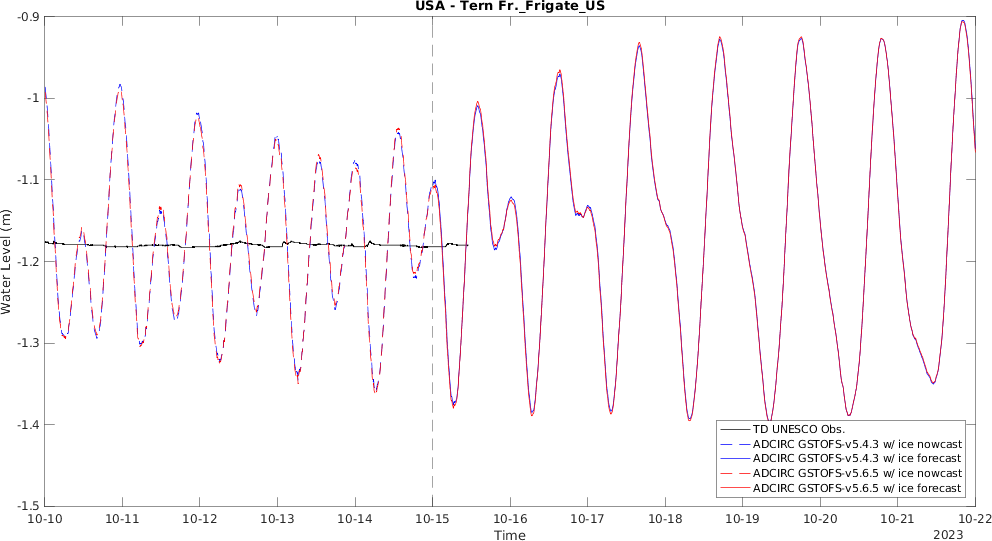 USA - Tern Fr._Frigate_US
Water Level (m)
-0.9
-1
-1.1
-1.2
-1.3
-1.4
-1.5
TD UNESCO Obs.
ADCIRC GSTOFS-v5.4.3 w/ ice nowcast
ADCIRC GSTOFS-v5.4.3 w/ ice forecast
ADCIRC GSTOFS-v5.6.5 w/ ice nowcast
ADCIRC GSTOFS-v5.6.5 w/ ice forecast
10-10 10-11 10-12 10-13 10-14 10-15 10-16 10-17 10-18 10-19 10-20 10-21 10-22
Time
2023